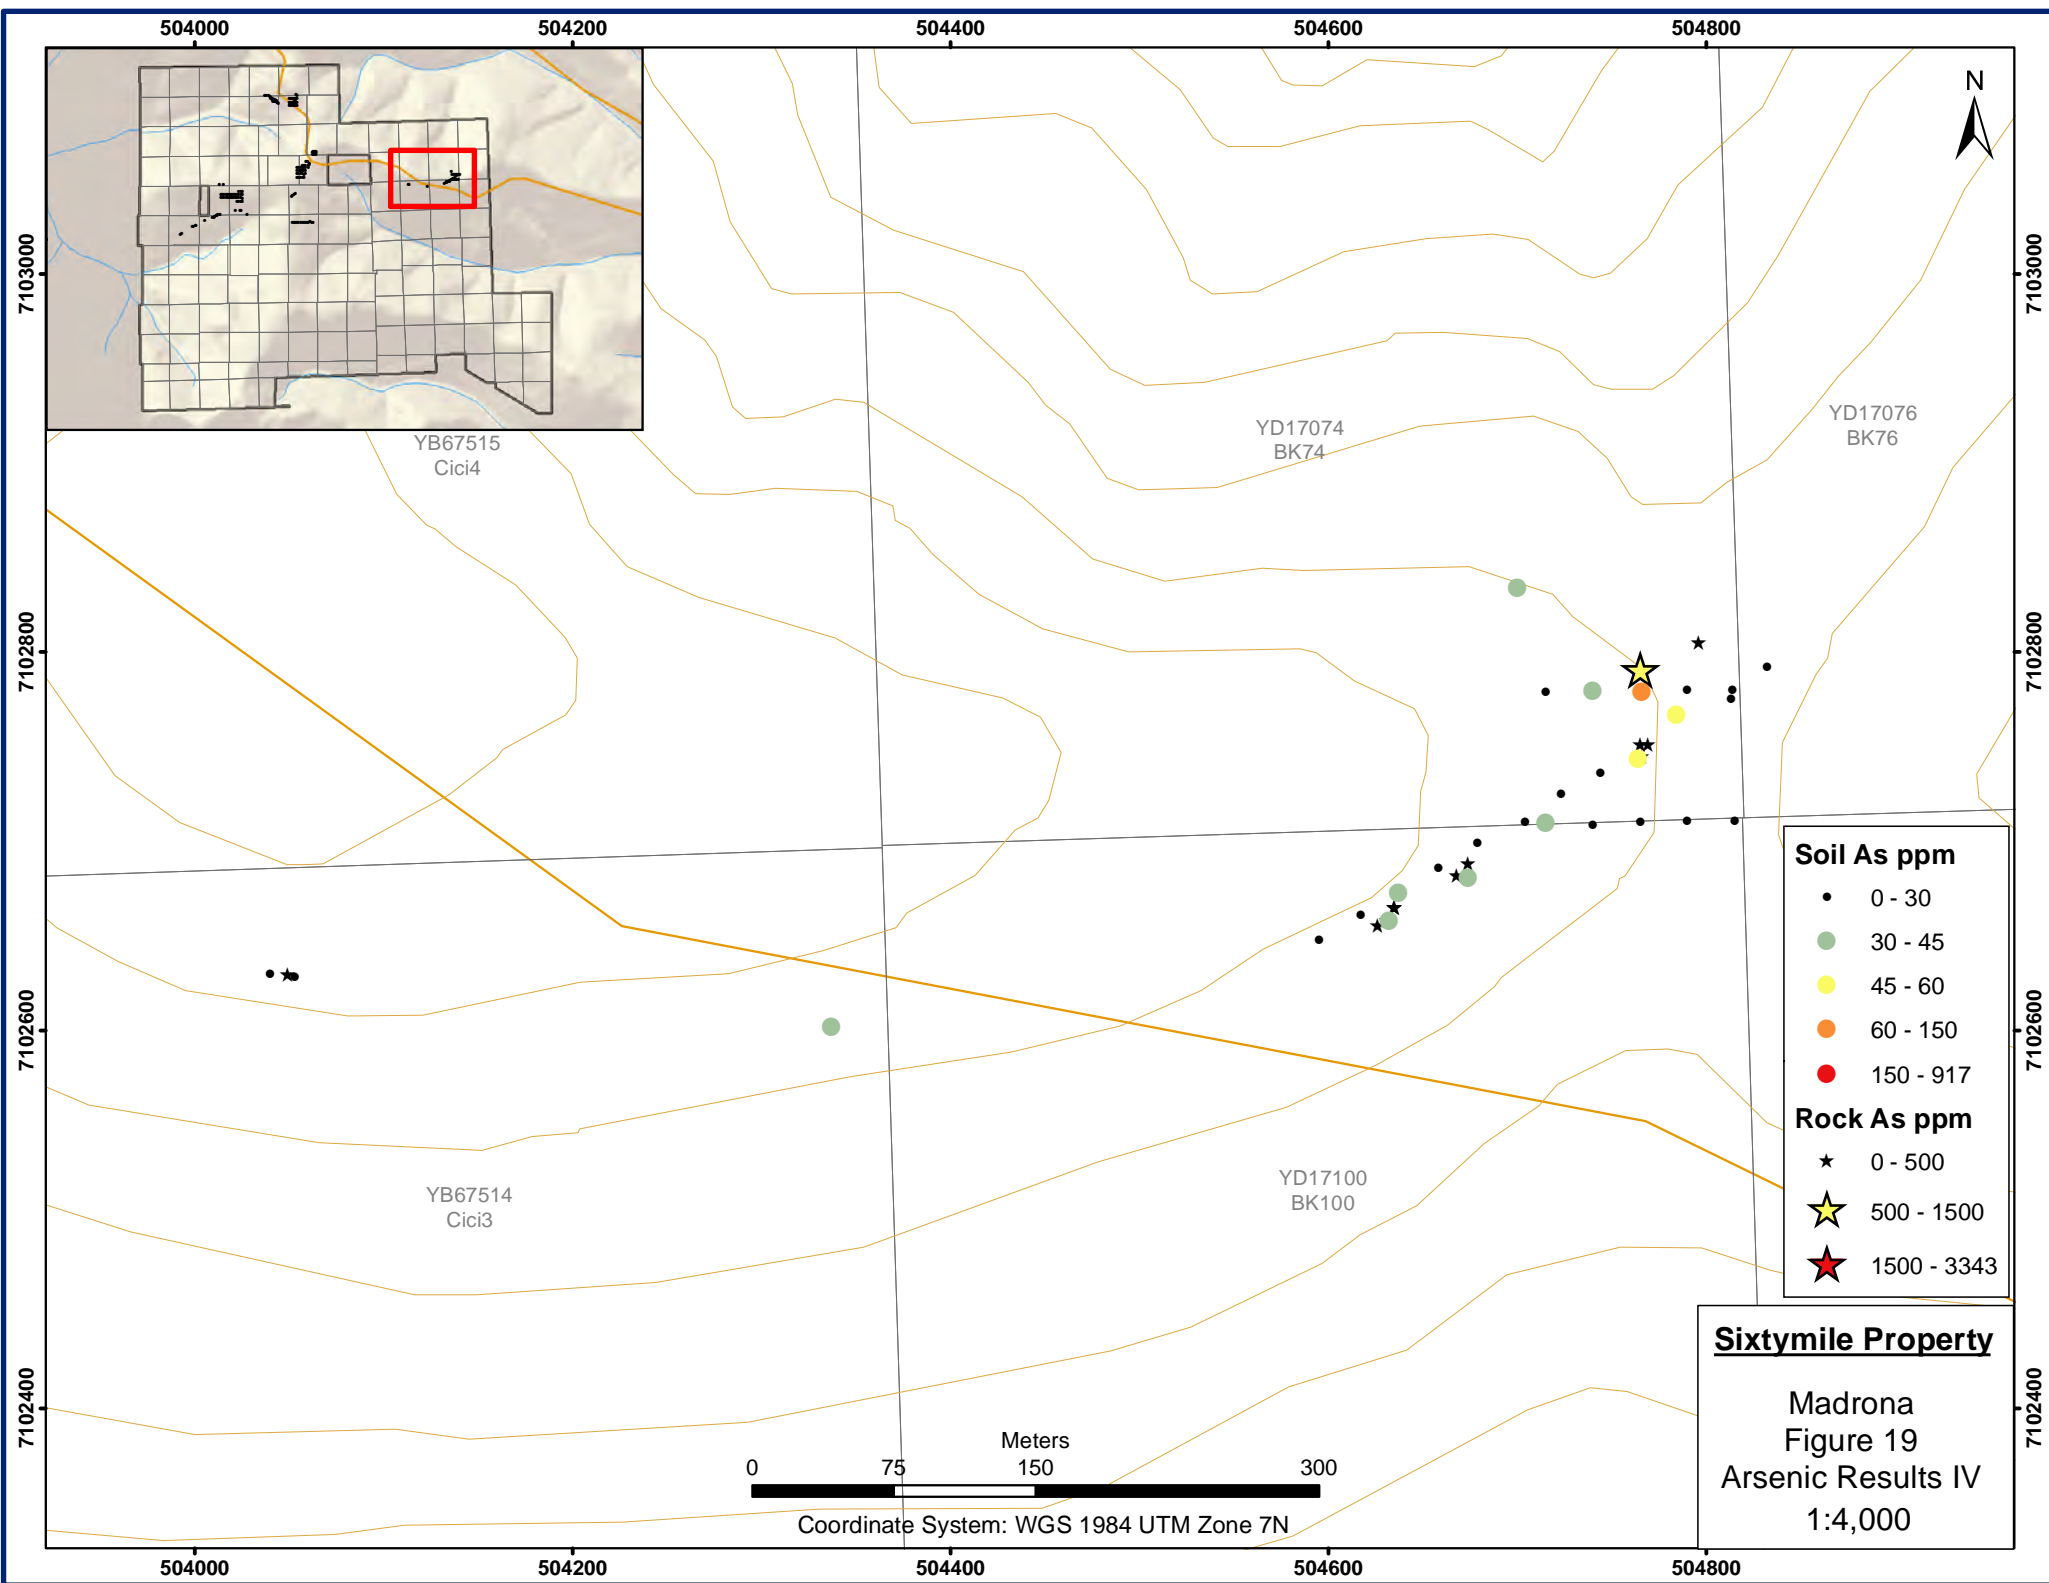 504000
504200
504400
504600
504800
N
7103000
7103000
YB67515
Cici4
YD17074
BK74
YD17076
BK76
7102800
7102800
7102600
7102600
YB67514
Cici3
YD17100
BK100
Soil As ppm
0 - 30
30 - 45
45 - 60
60 - 150
150 - 917
Rock As ppm
0 - 500
500 - 1500
1500 - 3343
7102400
7102400
Sixtymile Property
Madrona
Figure 19
Arsenic Results IV
1:4,000
Meters
0 75 150 300
Coordinate System: WGS 1984 UTM Zone 7N
504000
504200
504400
504600
504800